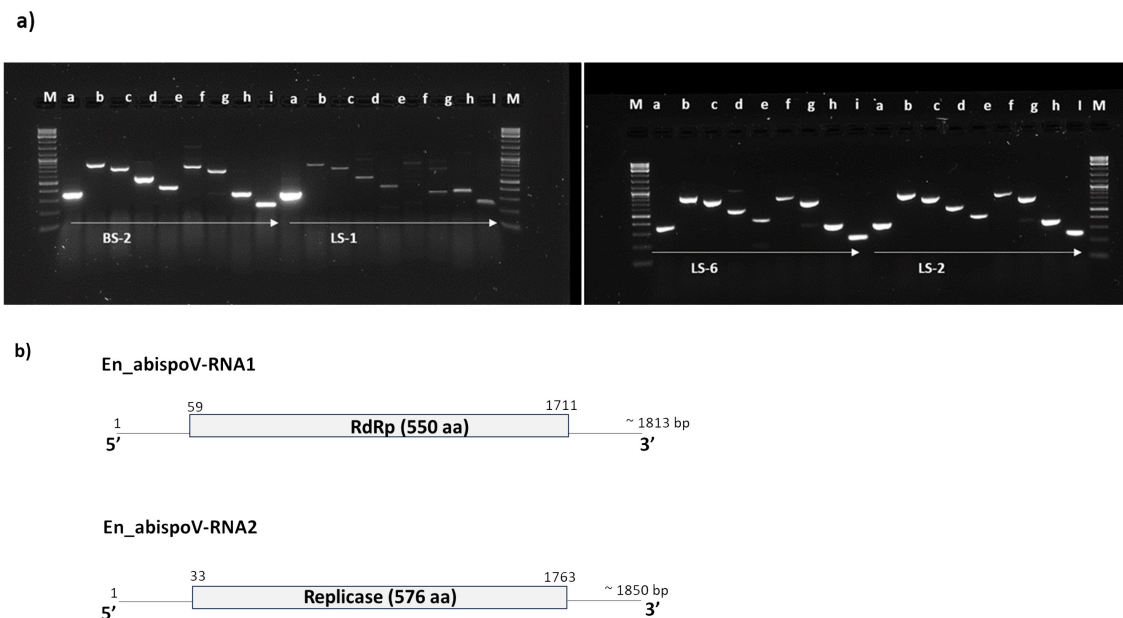 a)
M a b c d e f g h i a b c d e f g h I M
BS-2 LS-1
M a b c d e f g h i a b c d e f g h I M
LS-6 LS-2
b)
En_abispoV-RNA1
59 1711
1 RdRp (550 aa) ~ 1813 bp
5’ 3’
En_abispoV-RNA2
33 1763
1 Replicase (576 aa) ~ 1850 bp
5’ 3’